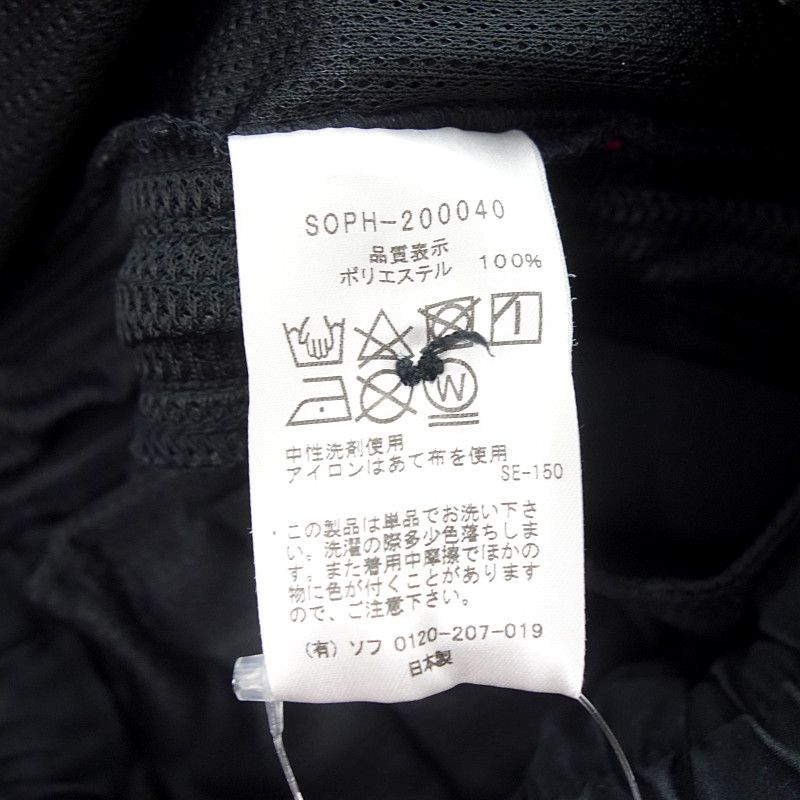 SOPH-200040
品質表示
ポリエステル 100%
W
中性洗剤使用
アイロンはあて布を使用
SE-150
この製品は単品でお洗い下さ
い。洗濯の際多少色落ちしま
す。また着用中摩擦でほかの
物に色が付くことがあります
ので、ご注意下さい。
(有) ソフ 0120-207-019
日本製